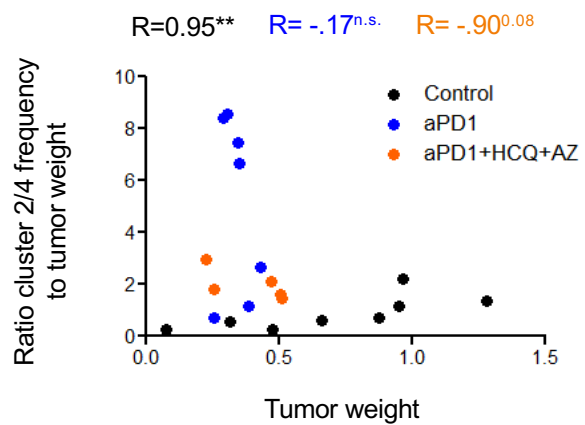 R=0.95** R= -.17n.s. R= -.900.08
Ratio cluster 2/4 frequency
to tumor weight
10
8
6
4
2
0
Control
aPD1
aPD1+HCQ+AZ
0.0 0.5 1.0 1.5
Tumor weight